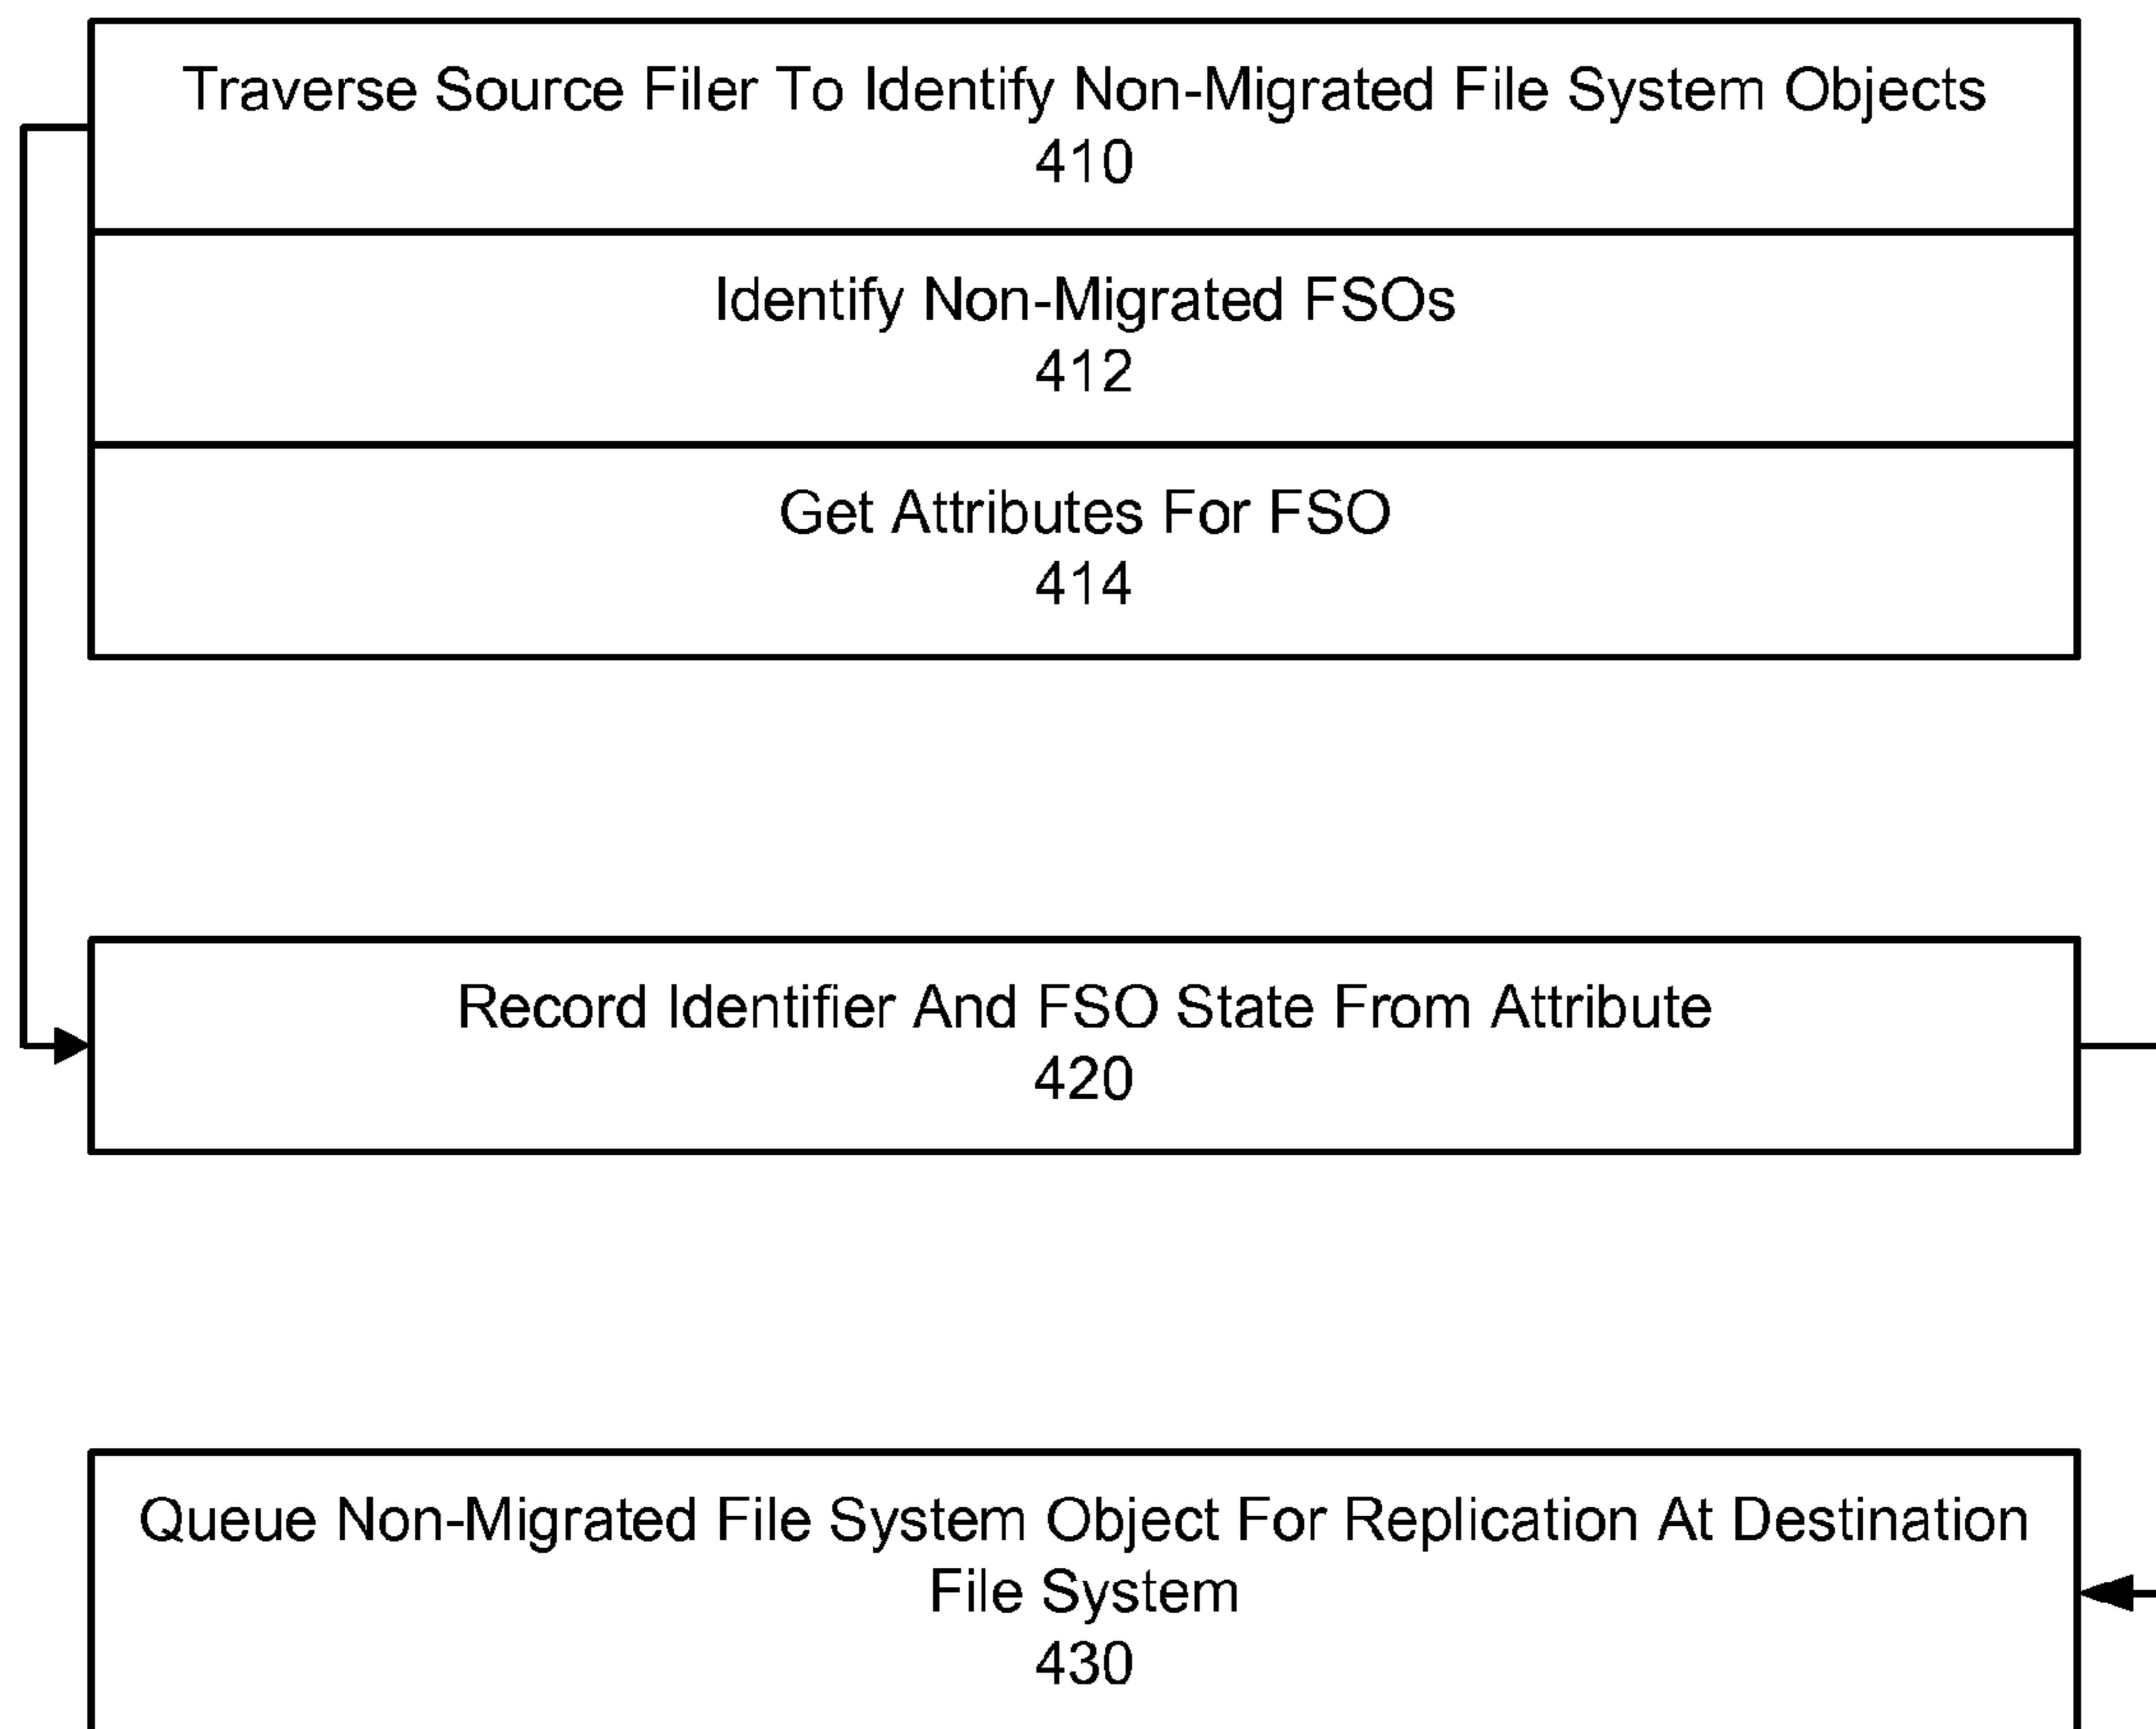 Traverse Source Filer To Identify Non-Migrated File System Objects
410
Identify Non-Migrated FSOs
412
Get Attributes For FSO
414
Record Identifier And FSO State From Attribute
420
Queue Non-Migrated File System Object For Replication At Destination
File System
430